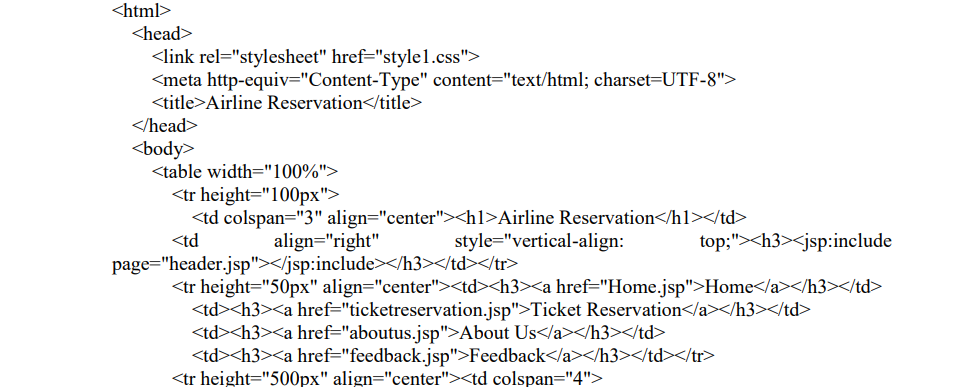 <html>
<head>
<link rel="stylesheet" href="style1.css">
<meta http-equiv="Content-Type" content="text/html; charset=UTF-8">
<title>Airline Reservation</title>
</head>
<body>
<table width="100%">
<tr height="100px">
<td colspan="3" align="center"><h1>Airline Reservation</h1></td>
<td align="right" style="vertical-align: top;"><h3><jsp:include
page="header.jsp"></jsp:include></h3></td></tr>
<tr height="50px" align="center"><td><h3><a href="Home.jsp">Home</a></h3></td>
<td><h3><a href="ticketreservation.jsp">Ticket Reservation</a></h3></td>
<td><h3><a href="aboutus.jsp">About Us</a></h3></td>
<td><h3><a href="feedback.jsp">Feedback</a></h3></td></tr>
<tr height="500px" align="center"><td colspan="4">